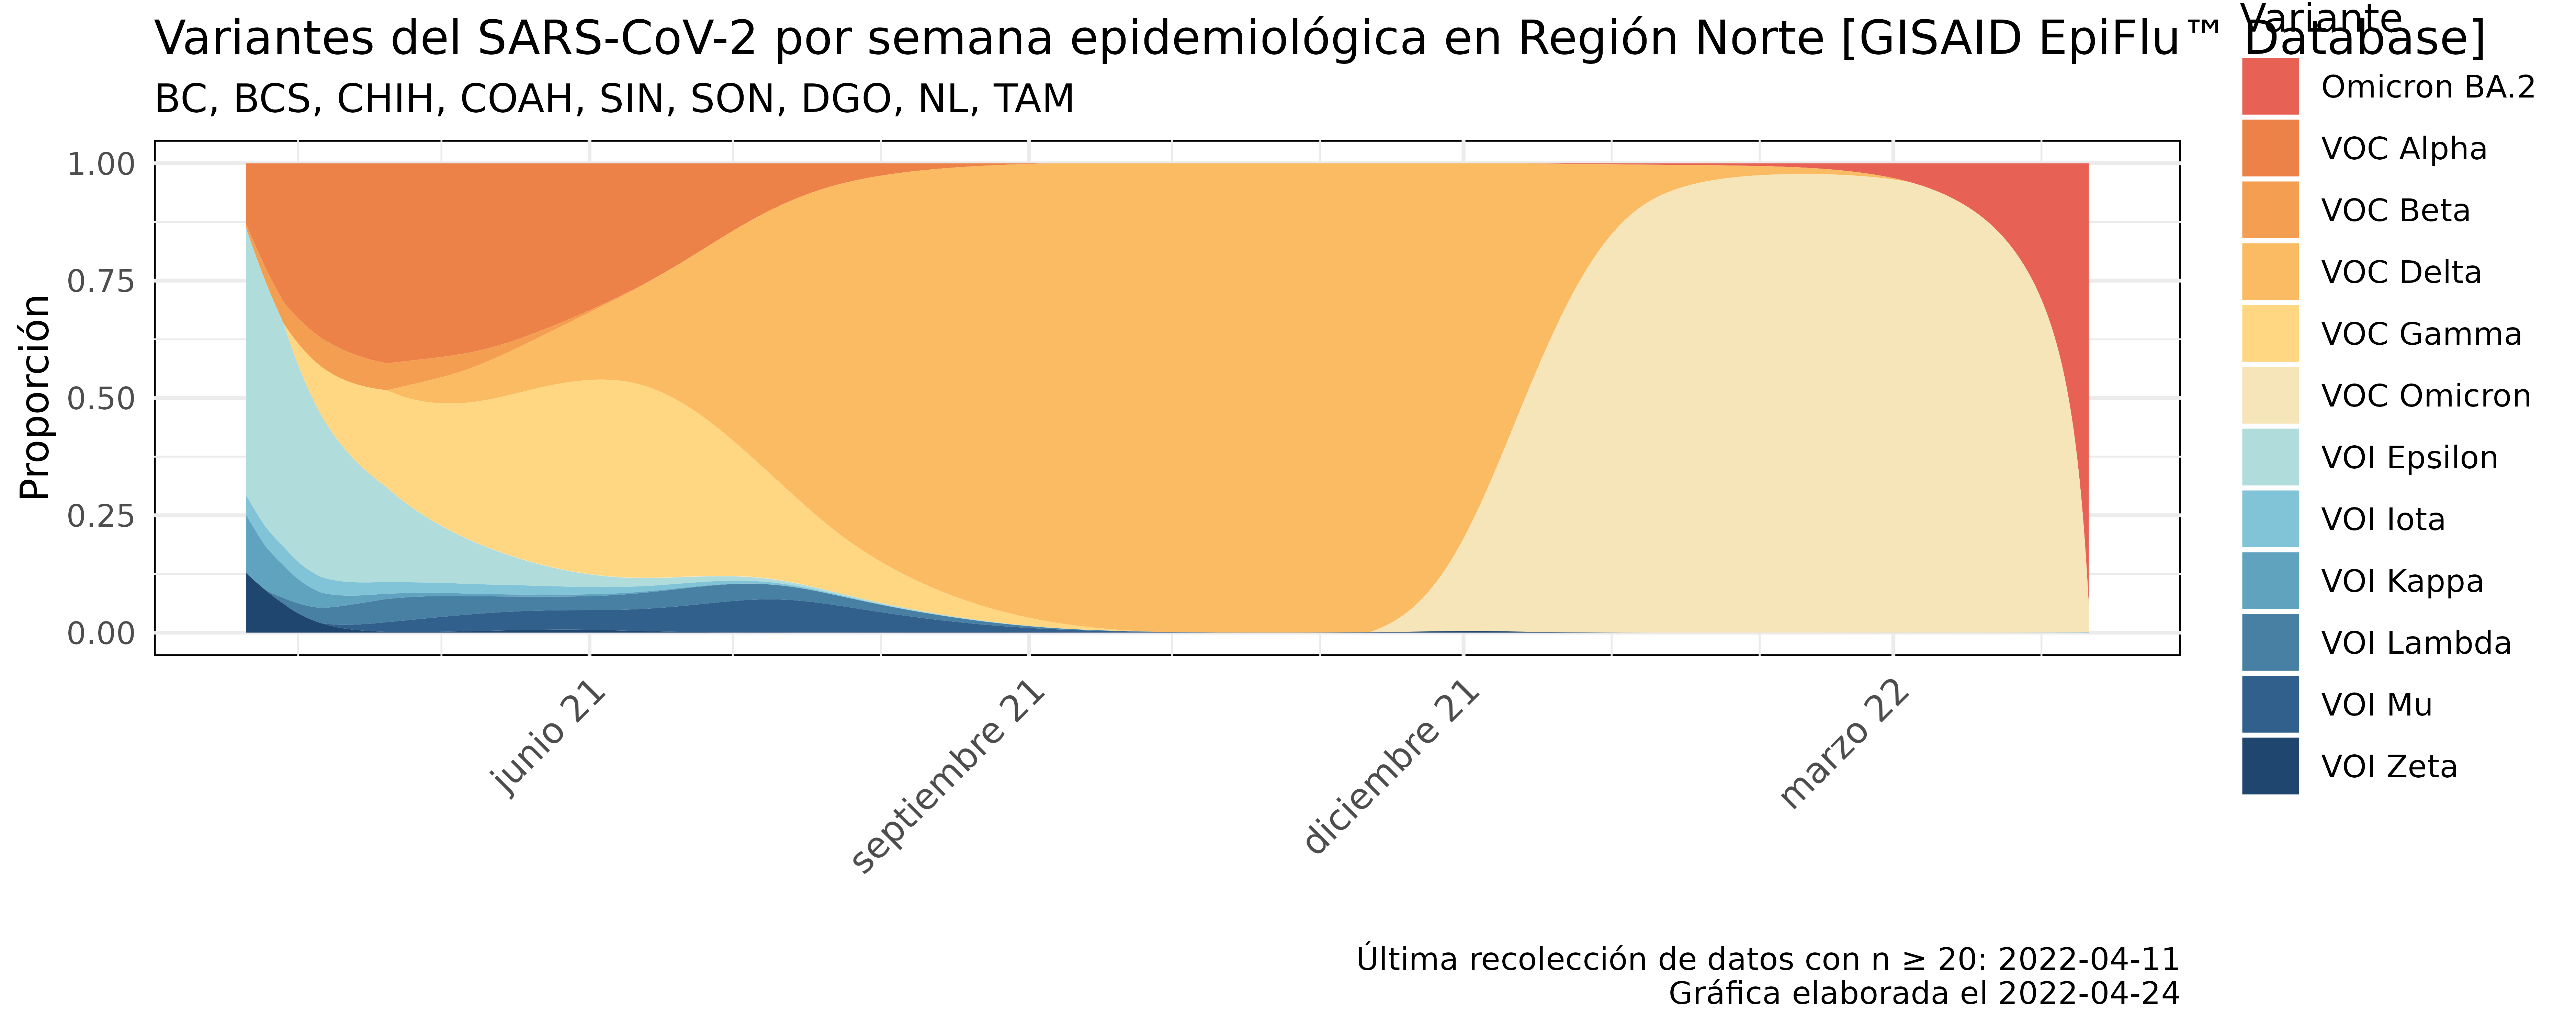 Variantes del SARS-CoV-2 por semana epidemiológica en Región Norte [GISAID EpiFlu™ Database]
BC, BCS, CHIH, COAH, SIN, SON, DGO, NL, TAM
Variante
Omicron BA.2
VOC Alpha
VOC Beta
VOC Delta
VOC Gamma
VOC Omicron
VOI Epsilon
VOI Iota
VOI Kappa
VOI Lambda
VOI Mu
VOI Zeta
Proporción
1.00
0.75
0.50
0.25
0.00
junio 21
septiembre 21
diciembre 21
marzo 22
Última recolección de datos con n ≥ 20: 2022-04-11
Gráfica elaborada el 2022-04-24